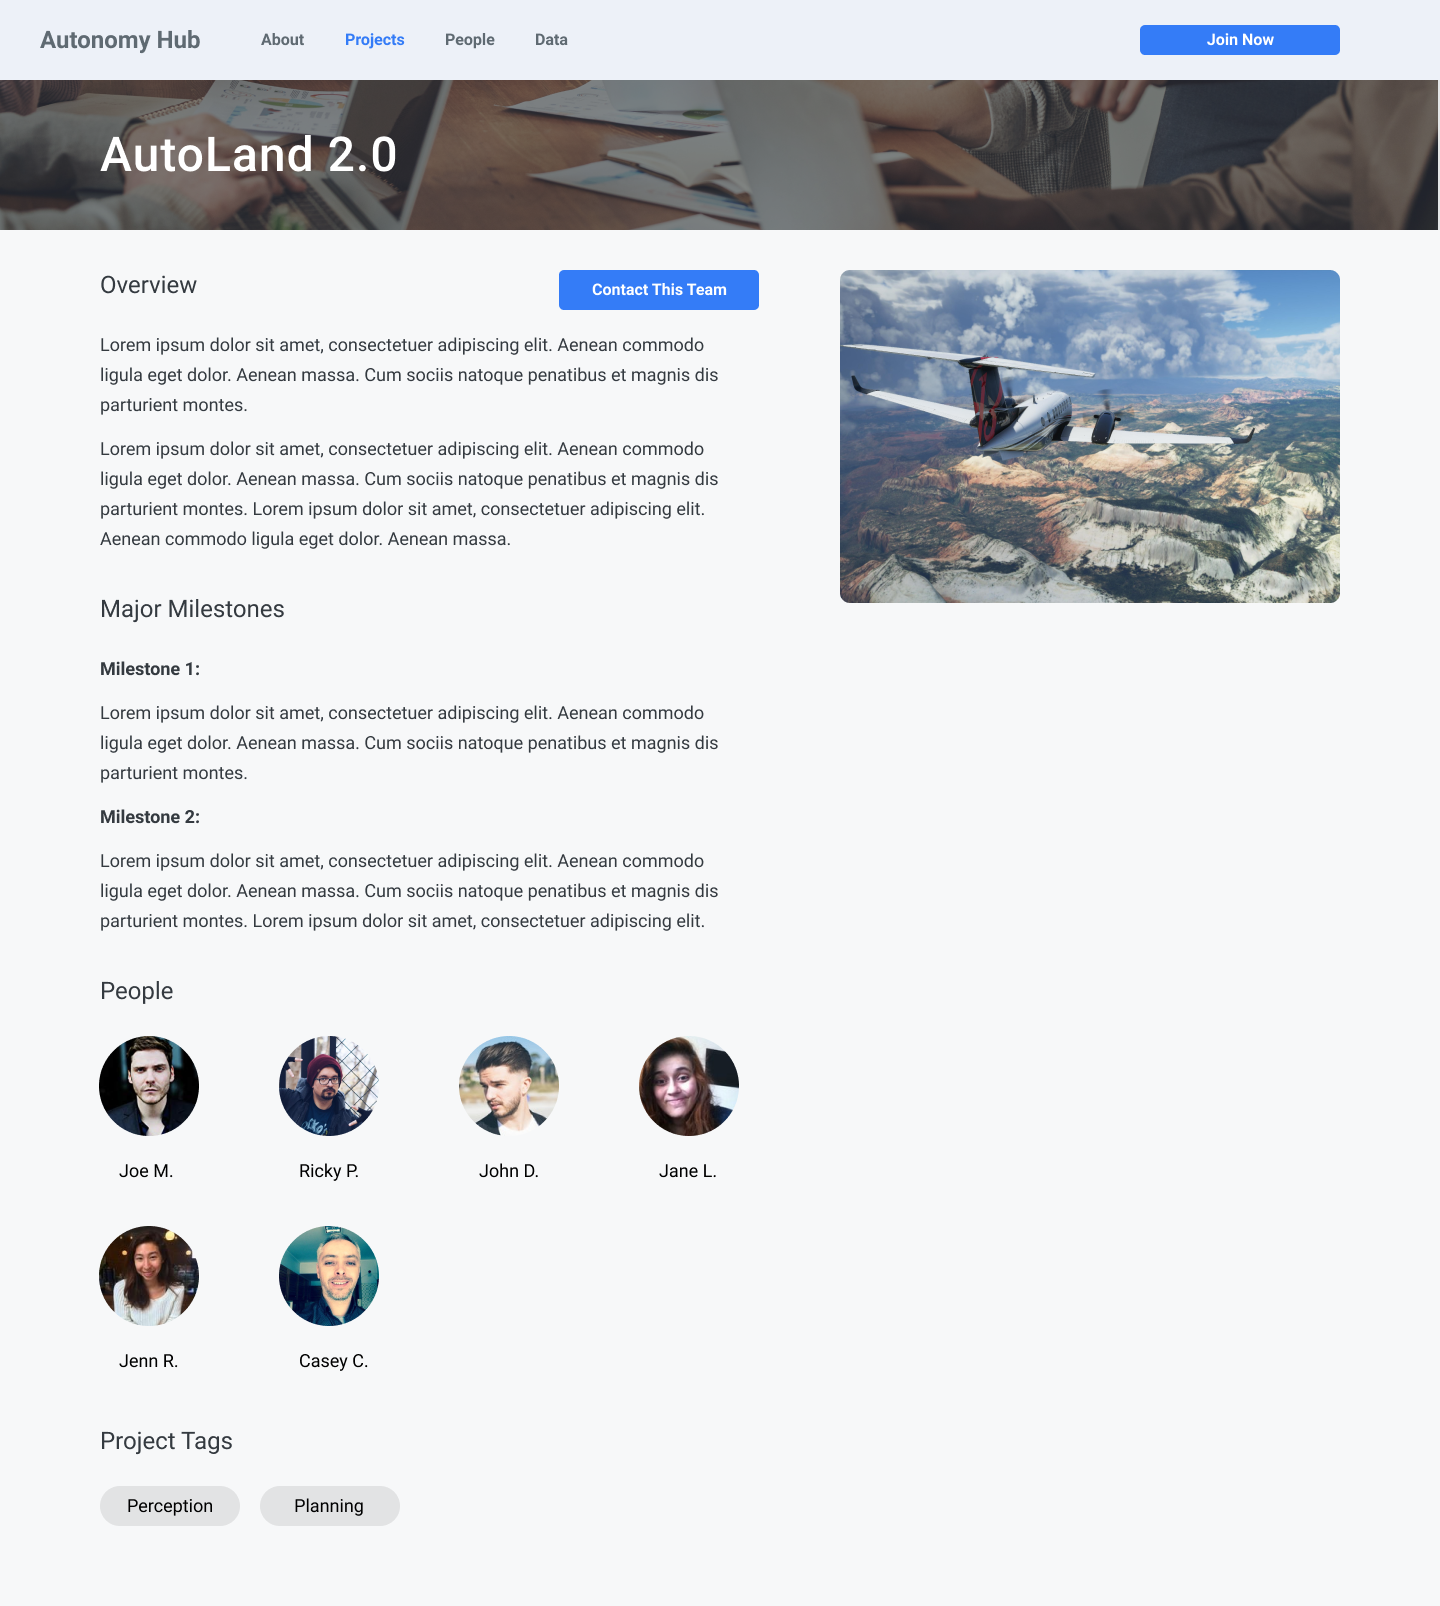 Autonomy Hub
About
Projects
People
Data
Join Now
AutoLand 2.0
Overview
Contact This Team
Lorem ipsum dolor sit amet, consectetuer adipiscing elit. Aenean commodo
ligula eget dolor. Aenean massa. Cum sociis natoque penatibus et magnis dis
parturient montes.
Lorem ipsum dolor sit amet, consectetuer adipiscing elit. Aenean commodo
ligula eget dolor. Aenean massa. Cum sociis natoque penatibus et magnis dis
parturient montes. Lorem ipsum dolor sit amet, consectetuer adipiscing elit.
Aenean commodo ligula eget dolor. Aenean massa.
Major Milestones
Milestone 1:
Lorem ipsum dolor sit amet, consectetuer adipiscing elit. Aenean commodo
ligula eget dolor. Aenean massa. Cum sociis natoque penatibus et magnis dis
parturient montes.
Milestone 2:
Lorem ipsum dolor sit amet, consectetuer adipiscing elit. Aenean commodo
ligula eget dolor. Aenean massa. Cum sociis natoque penatibus et magnis dis
parturient montes. Lorem ipsum dolor sit amet, consectetuer adipiscing elit.
People
Joe M.
Ricky P.
John D.
Jane L.
Jenn R.
Casey C.
Project Tags
Perception
Planning